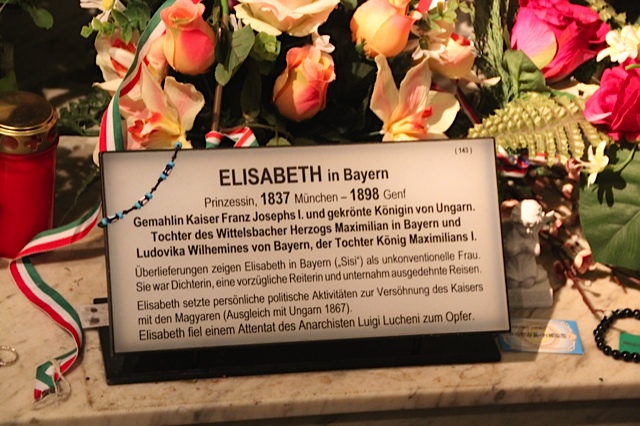 ( 143 )
ELISABETH in Bayern
Prinzessin, 1837 München – 1898 Genf
Gemahlin Kaiser Franz Josephs I. und gekrönte Königin von Ungarn.
Tochter des Wittelsbacher Herzogs Maximilian in Bayern und
Ludovika Wilhemines von Bayern, der Tochter König Maximilians I.
Überlieferungen zeigen Elisabeth in Bayern („Sisi“) als unkonventionelle Frau.
Sie war Dichterin, eine vorzügliche Reiterin und unternahm ausgedehnte Reisen.
Elisabeth setzte persönliche politische Aktivitäten zur Versöhnung des Kaisers
mit den Magyaren (Ausgleich mit Ungarn 1867).
Elisabeth fiel einem Attentat des Anarchisten Luigi Lucheni zum Opfer.